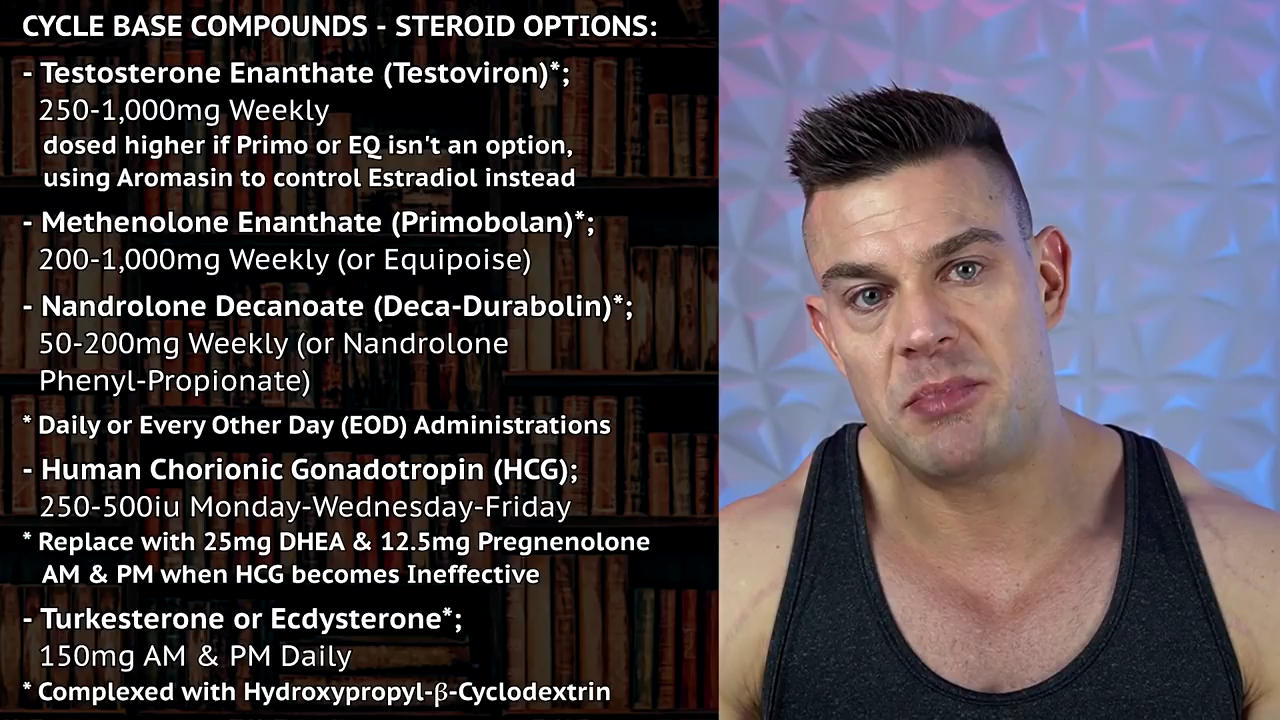 CYCLE BASE COMPOUNDS - STEROID OPTIONS:
- Testosterone Enanthate (Testoviron)*;
250-1,000mg Weekly
dosed higher if Primo or EQ isn't an option,
using Aromasin to control Estradiol instead
- Methenolone Enanthate (Primobolan)*;
200-1,000mg Weekly (or Equipoise)
- Nandrolone Decanoate (Deca-Durabolin)*;
50-200mg Weekly (or Nandrolone
Phenyl-Propionate)
* Daily or Every Other Day (EOD) Administrations
- Human Chorionic Gonadotropin (HCG);
250-500iu Monday-Wednesday-Friday
* Replace with 25mg DHEA & 12.5mg Pregnenolone
AM & PM when HCG becomes Ineffective
- Turkesterone or Ecdysterone*;
150mg AM & PM Daily
* Complexed with Hydroxypropyl-β-Cyclodextrin